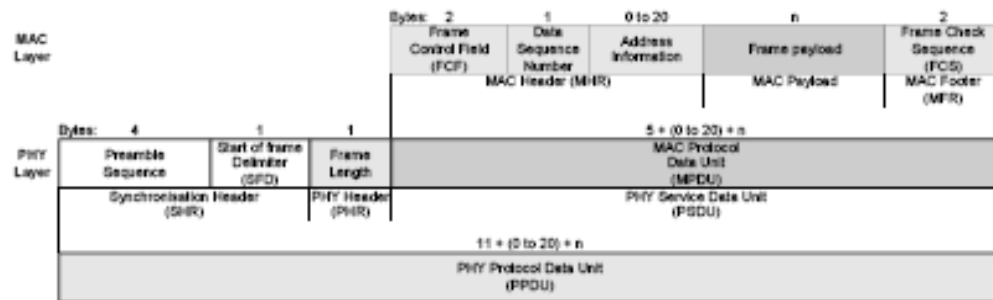 Bytes: 2 1 0 to 20 n 2
MAC
Layer
Frame
Control Field
(FCF)
Data
Sequence
Number
Address
Information
Frame payload
Frame Check
Sequence
(FCS)
MAC Header (MHR)
MAC Payload
MAC Footer
(MFR)
Bytes: 4 1 1 5 + (0 to 20) + n
PHY
Layer
Preamble
Sequence
Start of frame
Delimiter
(SFD)
Frame
Length
MAC Protocol
Data Unit
(MPDU)
Synchronisation Header
(SHR)
PHY Header
(PHR)
PHY Service Data Unit
(PSDU)
11 + (0 to 20) + n
PHY Protocol Data Unit
(PPDU)